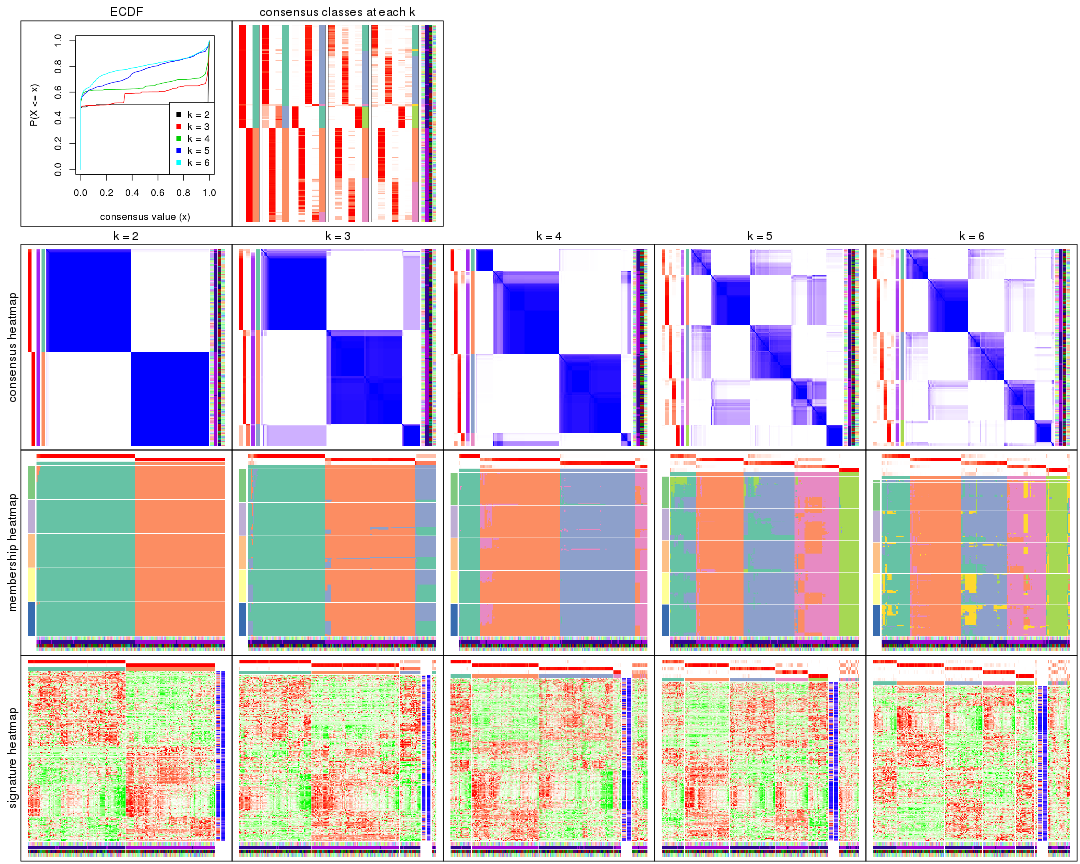 ECDF
consensus classes at each k
P(X <= x)
0.0
0.2
0.4
0.6
0.8
1.0
k = 2
k = 3
k = 4
k = 5
k = 6
0.0 0.2 0.4 0.6 0.8 1.0
consensus value (x)
k = 2
k = 3
k = 4
k = 5
k = 6
consensus heatmap
membership heatmap
signature heatmap